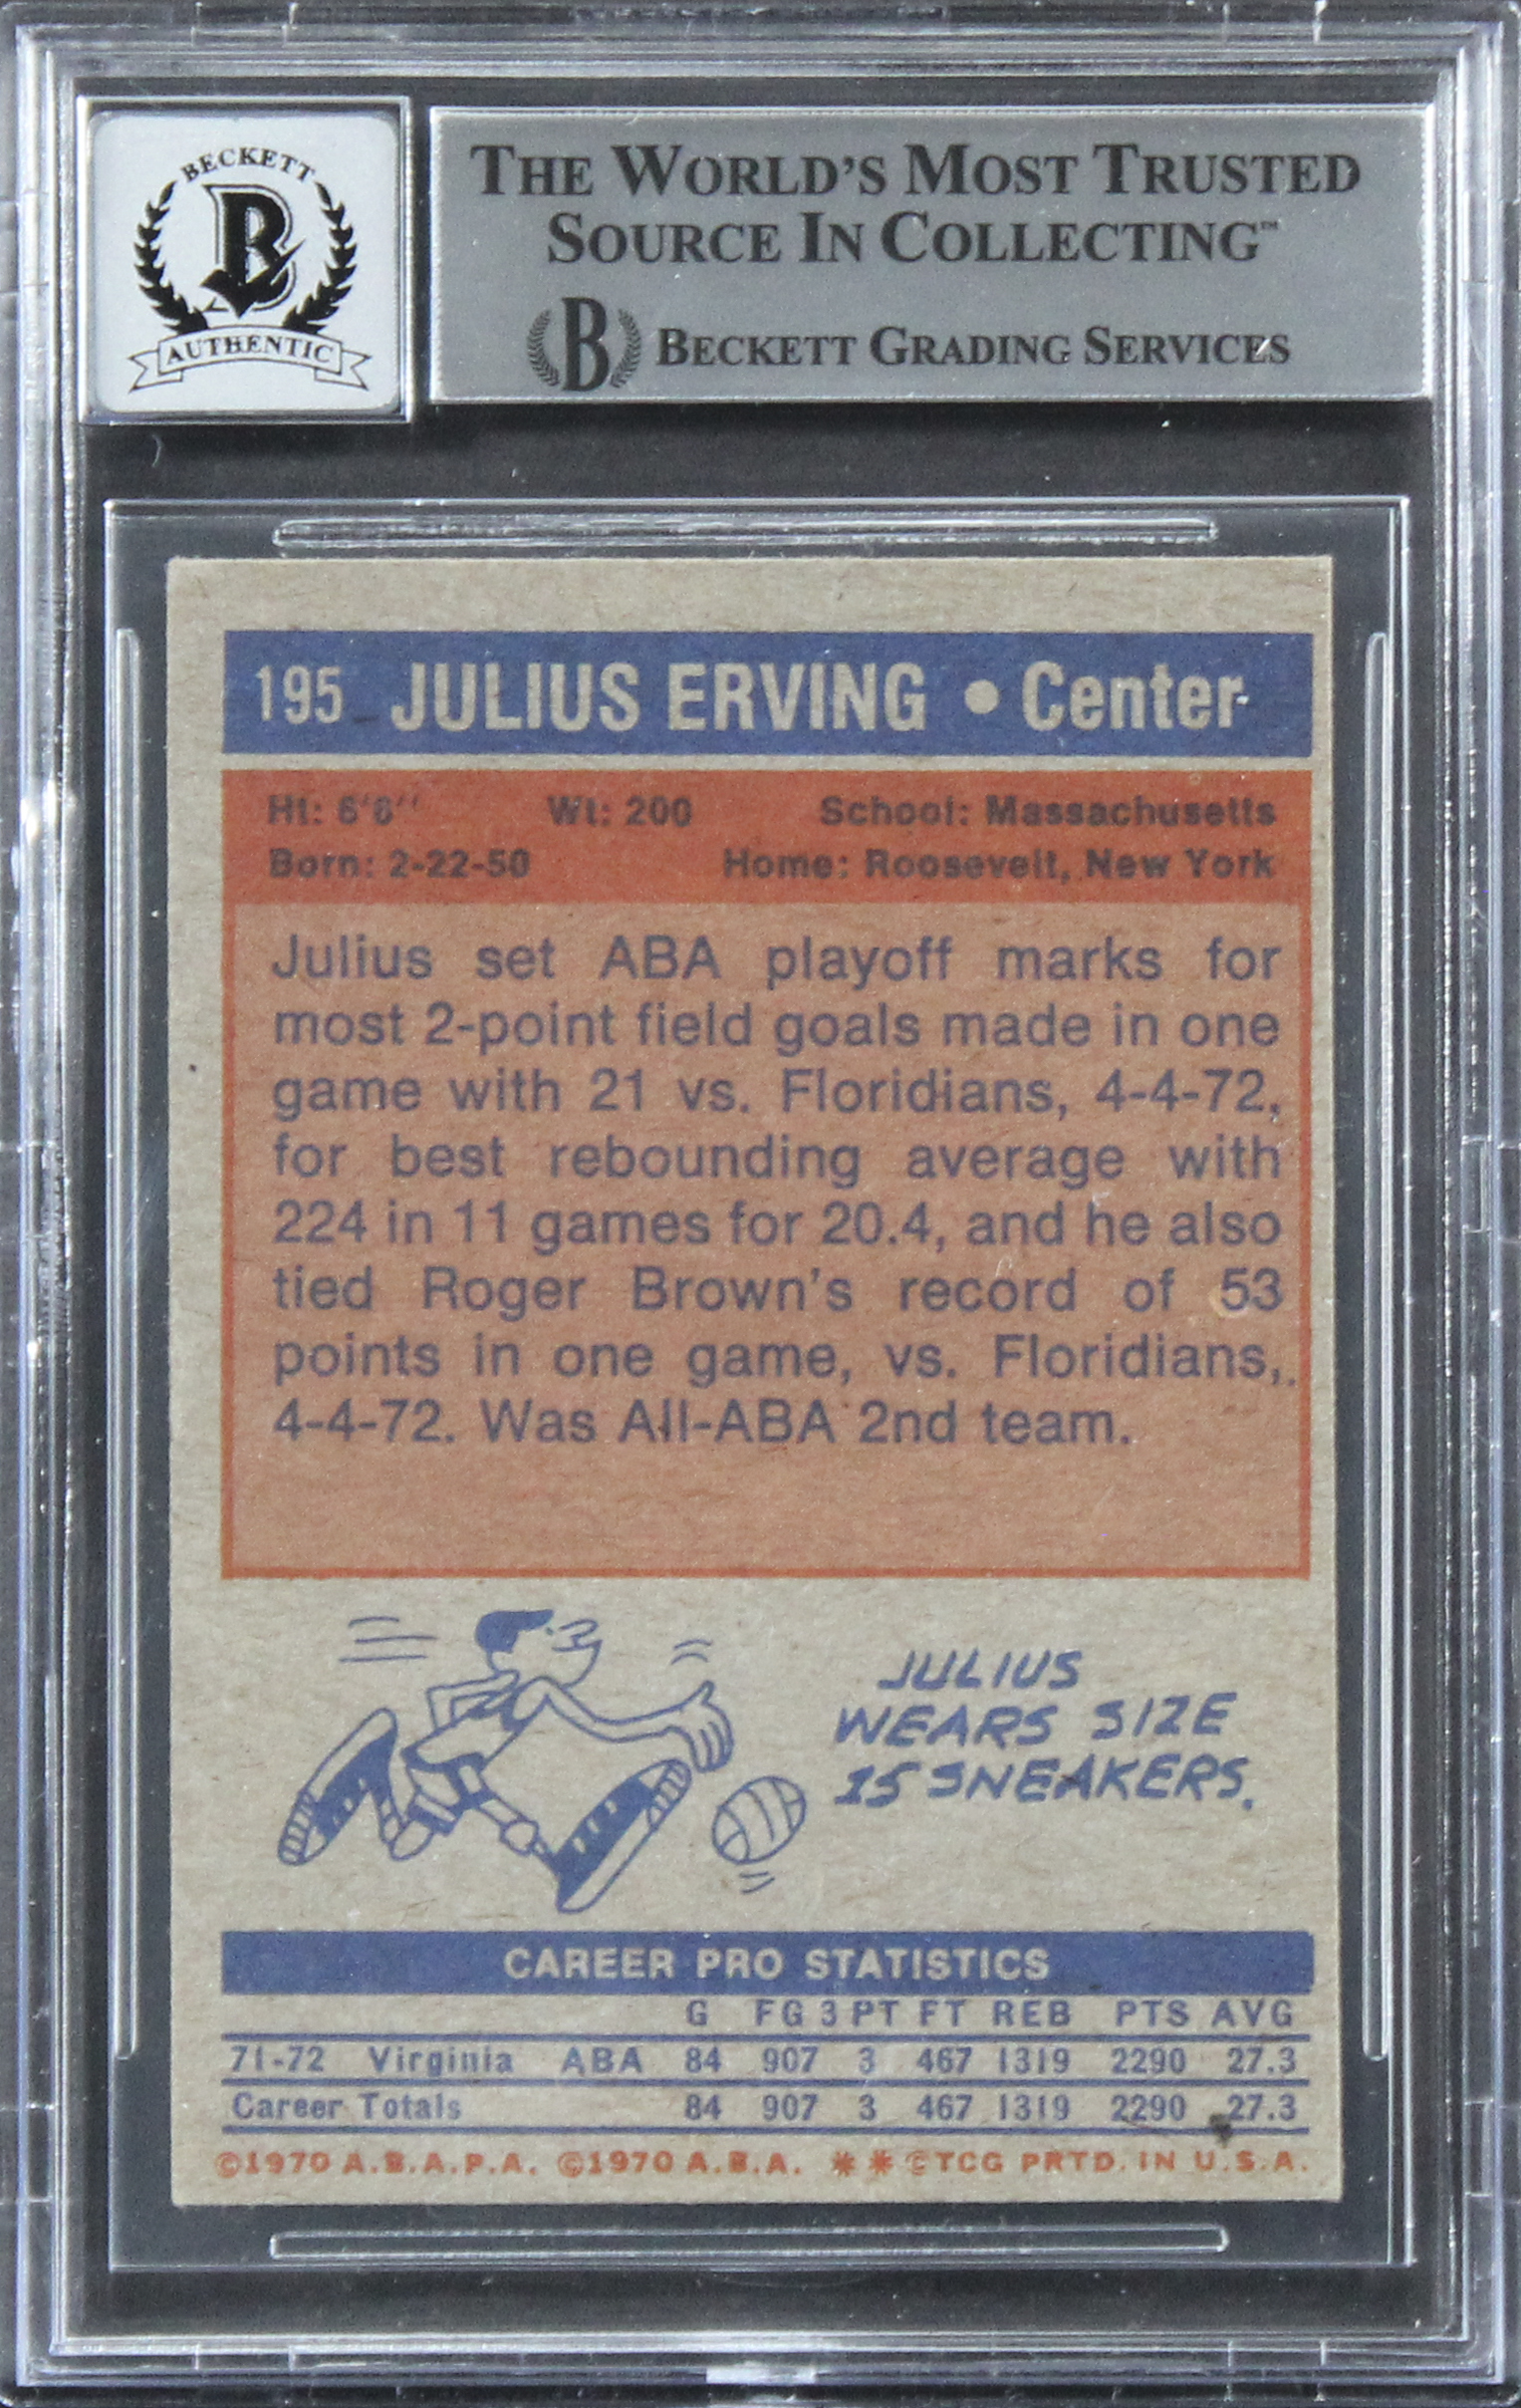 BECKETT
B
AUTHENTIC
THE WORLD'S MOST TRUSTED
SOURCE IN COLLECTING™
B BECKETT GRADING SERVICES
195 JULIUS ERVING • Center
Ht: 6'6'' Wt: 200 School: Massachusetts
Born: 2-22-50 Home: Roosevelt, New York
Julius set ABA playoff marks for
most 2-point field goals made in one
game with 21 vs. Floridians, 4-4-72,
for best rebounding average with
224 in 11 games for 20.4, and he also
tied Roger Brown's record of 53
points in one game, vs. Floridians,
4-4-72. Was All-ABA 2nd team.
JULIUS
WEARS SIZE
15 SNEAKERS.
CAREER PRO STATISTICS
G FG 3 PT FT REB PTS AVG
71-72 Virginia ABA 84 907 3 467 1319 2290 27.3
Career Totals 84 907 3 467 1319 2290 27.3
©1970 A.B.A.P.A. ©1970 A.B.A. ** ©TCG PRTD. IN U.S.A.